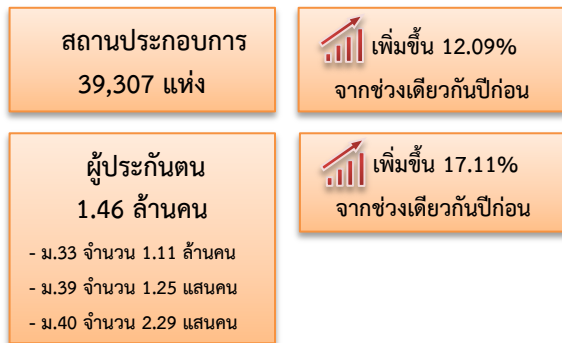 สถานประกอบการ
39,307 แห่ง
เพิ่มขึ้น 12.09%
จากช่วงเดียวกันปีก่อน
ผู้ประกันตน
1.46 ล้านคน
- ม.33 จำนวน 1.11 ล้านคน
- ม.39 จำนวน 1.25 แสนคน
- ม.40 จำนวน 2.29 แสนคน
เพิ่มขึ้น 17.11%
จากช่วงเดียวกันปีก่อน